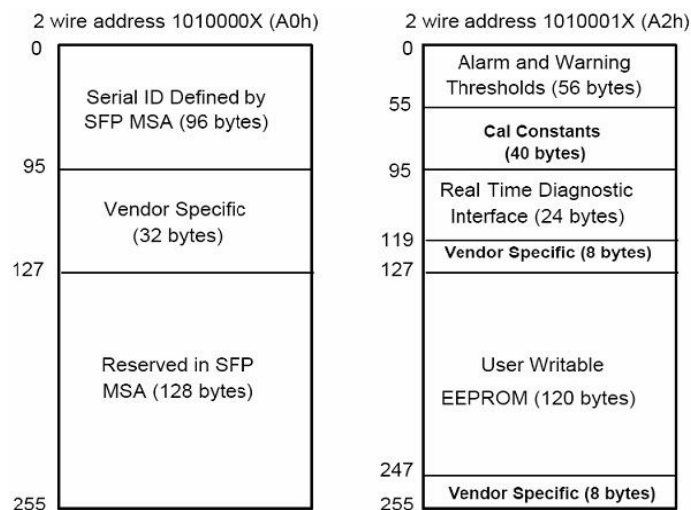 2 wire address 1010000X (A0h)
0
Serial ID Defined by
SFP MSA (96 bytes)
95
Vendor Specific
(32 bytes)
127
Reserved in SFP
MSA (128 bytes)
255
2 wire address 1010001X (A2h)
0
Alarm and Warning
Thresholds (56 bytes)
55
Cal Constants
(40 bytes)
95
Real Time Diagnostic
Interface (24 bytes)
119
Vendor Specific (8 bytes)
127
User Writable
EEPROM (120 bytes)
247
Vendor Specific (8 bytes)
255